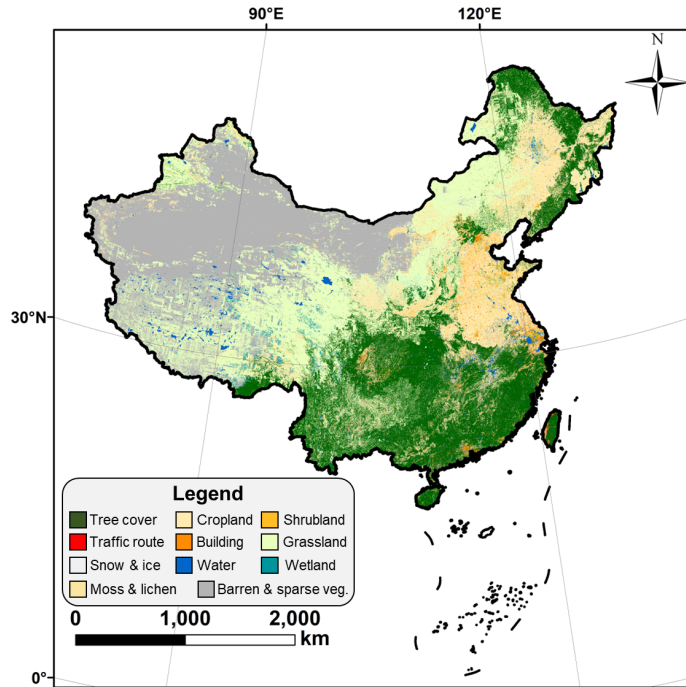 90°E 120°E
N
30°N
Legend
Tree cover Cropland Shrubland
Traffic route Building Grassland
Snow & ice Water Wetland
Moss & lichen Barren & sparse veg.
0 1,000 2,000
km
0°